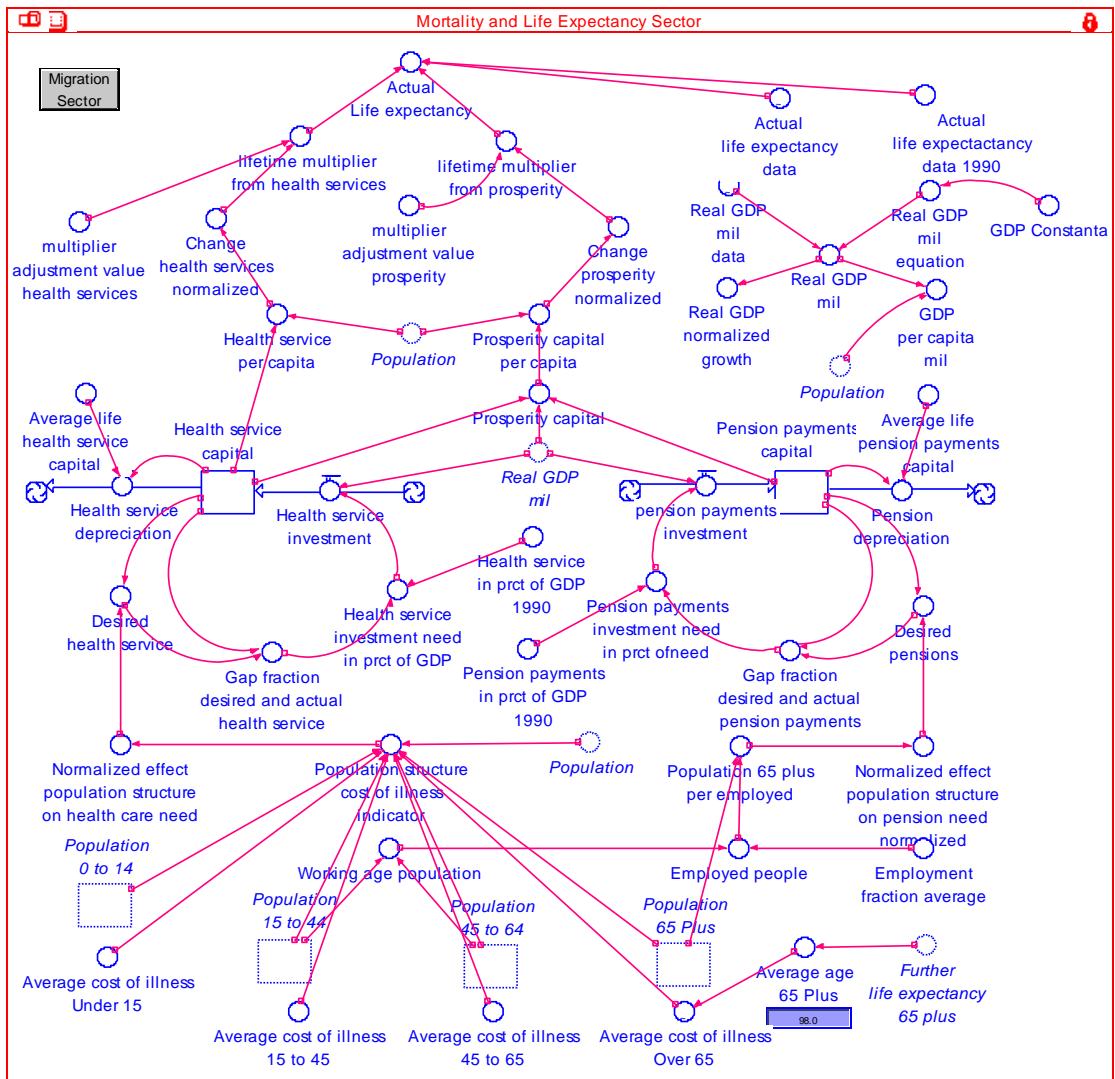 Mortality and Life Expectancy Sector
Migration
Sector
Actual
Life expectancy
Actual
life expectancy
data
Actual
life expectactancy
data 1990
lifetime multiplier
from health services
lifetime multiplier
from prosperity
multiplier
adjustment value
health services
Change
health services
normalized
multiplier
adjustment value
prosperity
Change
prosperity
normalized
Real GDP
mil
data
Real GDP
mil
equation
GDP Constanta
Real GDP
mil
Real GDP
normalized
growth
GDP
per capita
mil
Health service
per capita
Population
Prosperity capital
per capita
Population
Average life
health service
capital
Health service
capital
Prosperity capital
Pension payments
capital
Average life
pension payments
capital
Real GDP
mil
Health service
depreciation
Health service
investment
pension payments
investment
Pension
depreciation
Health service
in prct of GDP
1990
Desired
health service
Health service
investment need
in prct of GDP
Pension payments
investment need
in prct ofneed
Desired
pensions
Gap fraction
desired and actual
health service
Pension payments
in prct of GDP
1990
Gap fraction
desired and actual
pension payments
Normalized effect
population structure
on health care need
Population structure
cost of illness
indicator
Population
Population 65 plus
per employed
Normalized effect
population structure
on pension need
normalized
Population
0 to 14
Working age population
Employed people
Employment
fraction average
Population
15 to 44
Population
45 to 64
Population
65 Plus
Average cost of illness
Under 15
Average age
65 Plus
98.0
Further
life expectancy
65 plus
Average cost of illness
15 to 45
Average cost of illness
45 to 65
Average cost of illness
Over 65